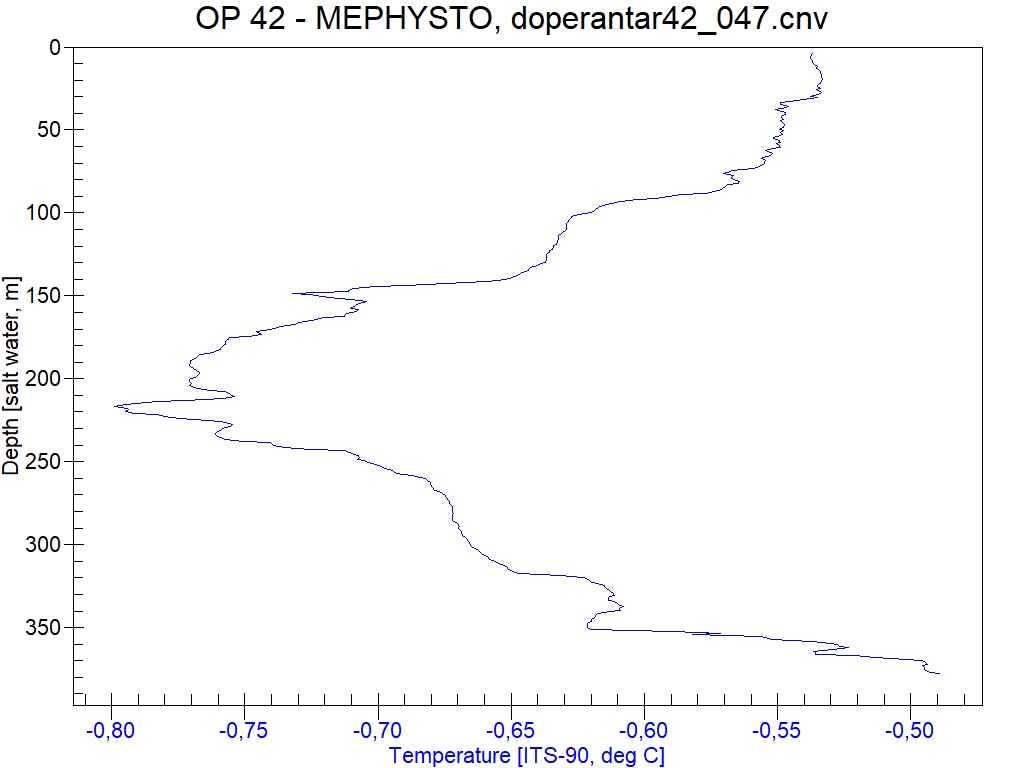 OP 42 - MEPHYSTO, doperantar42_047.cnv
0
50
100
150
200
250
300
350
Depth [salt water, m]
-0,80 -0,75 -0,70 -0,65 -0,60 -0,55 -0,50
Temperature [ITS-90, deg C]